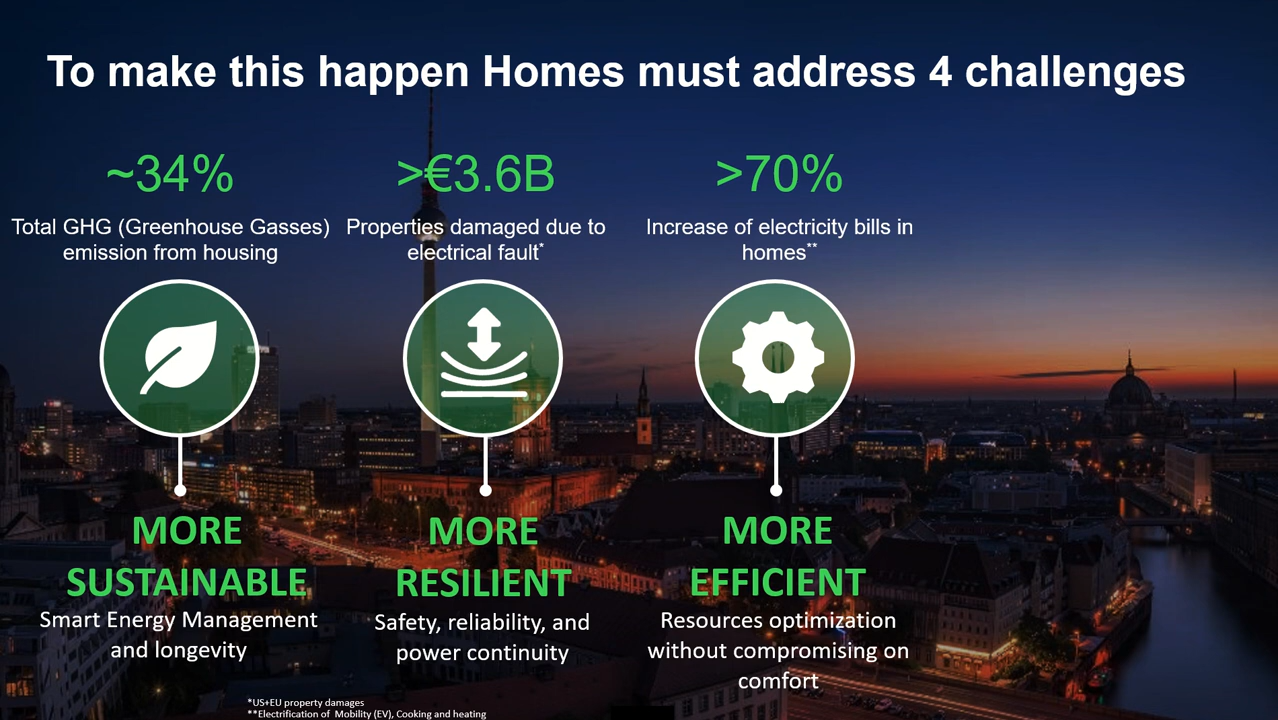 To make this happen Homes must address 4 challenges
~34%
Total GHG (Greenhouse Gasses)
emission from housing
MORE
SUSTAINABLE
Smart Energy Management
and longevity
>€3.6B
Properties damaged due to
electrical fault*
MORE
RESILIENT
Safety, reliability, and
power continuity
>70%
Increase of electricity bills in
homes**
MORE
EFFICIENT
Resources optimization
without compromising on
comfort
*US+EU property damages
**Electrification of Mobility (EV), Cooking and heating